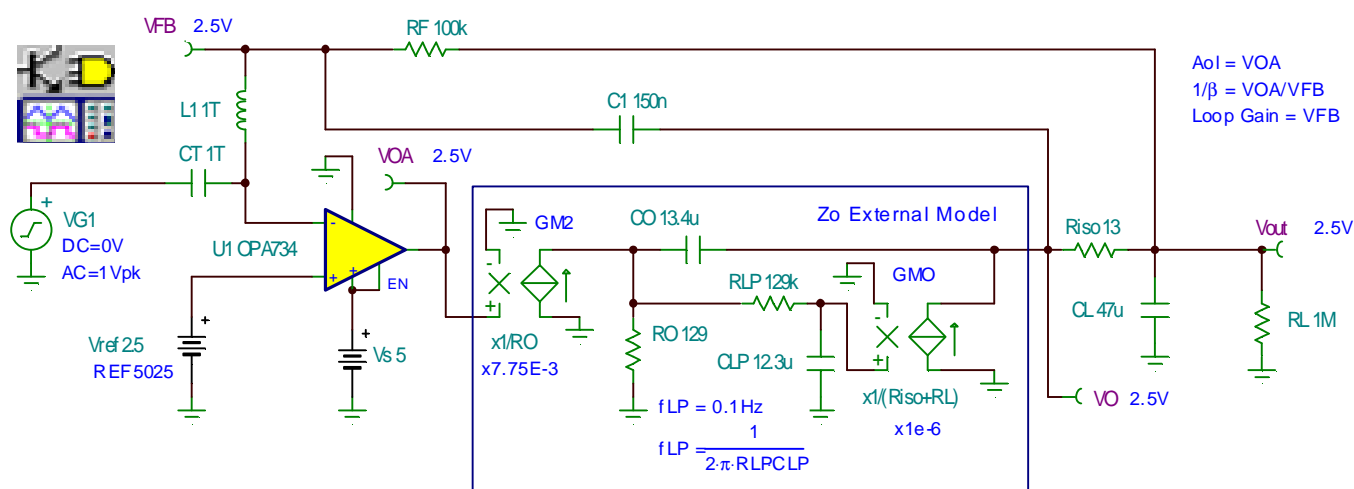 VFB 2.5V
RF 100k
Aol = VOA
1/β = VOA/VFB
Loop Gain = VFB
L1 1T
C1 150n
CT 1T
VOA 2.5V
+
VG1
DC=0V
AC=1Vpk
-
+
+
U1 OPA734
EN
GM2
-
+
x1/RO
x7.75E-3
CO 13.4u
Zo External Model
RLP 129k
GMO
-
+
x1/(Riso+RL)
x1e-6
RO 129
CLP 12.3u
fLP = 0.1Hz
fLP = 1
2·π·RLPCLP
Riso 13
Vout 2.5V
CL 47u
RL 1M
VO 2.5V
+
Vref 2.5
REF5025
+
Vs 5